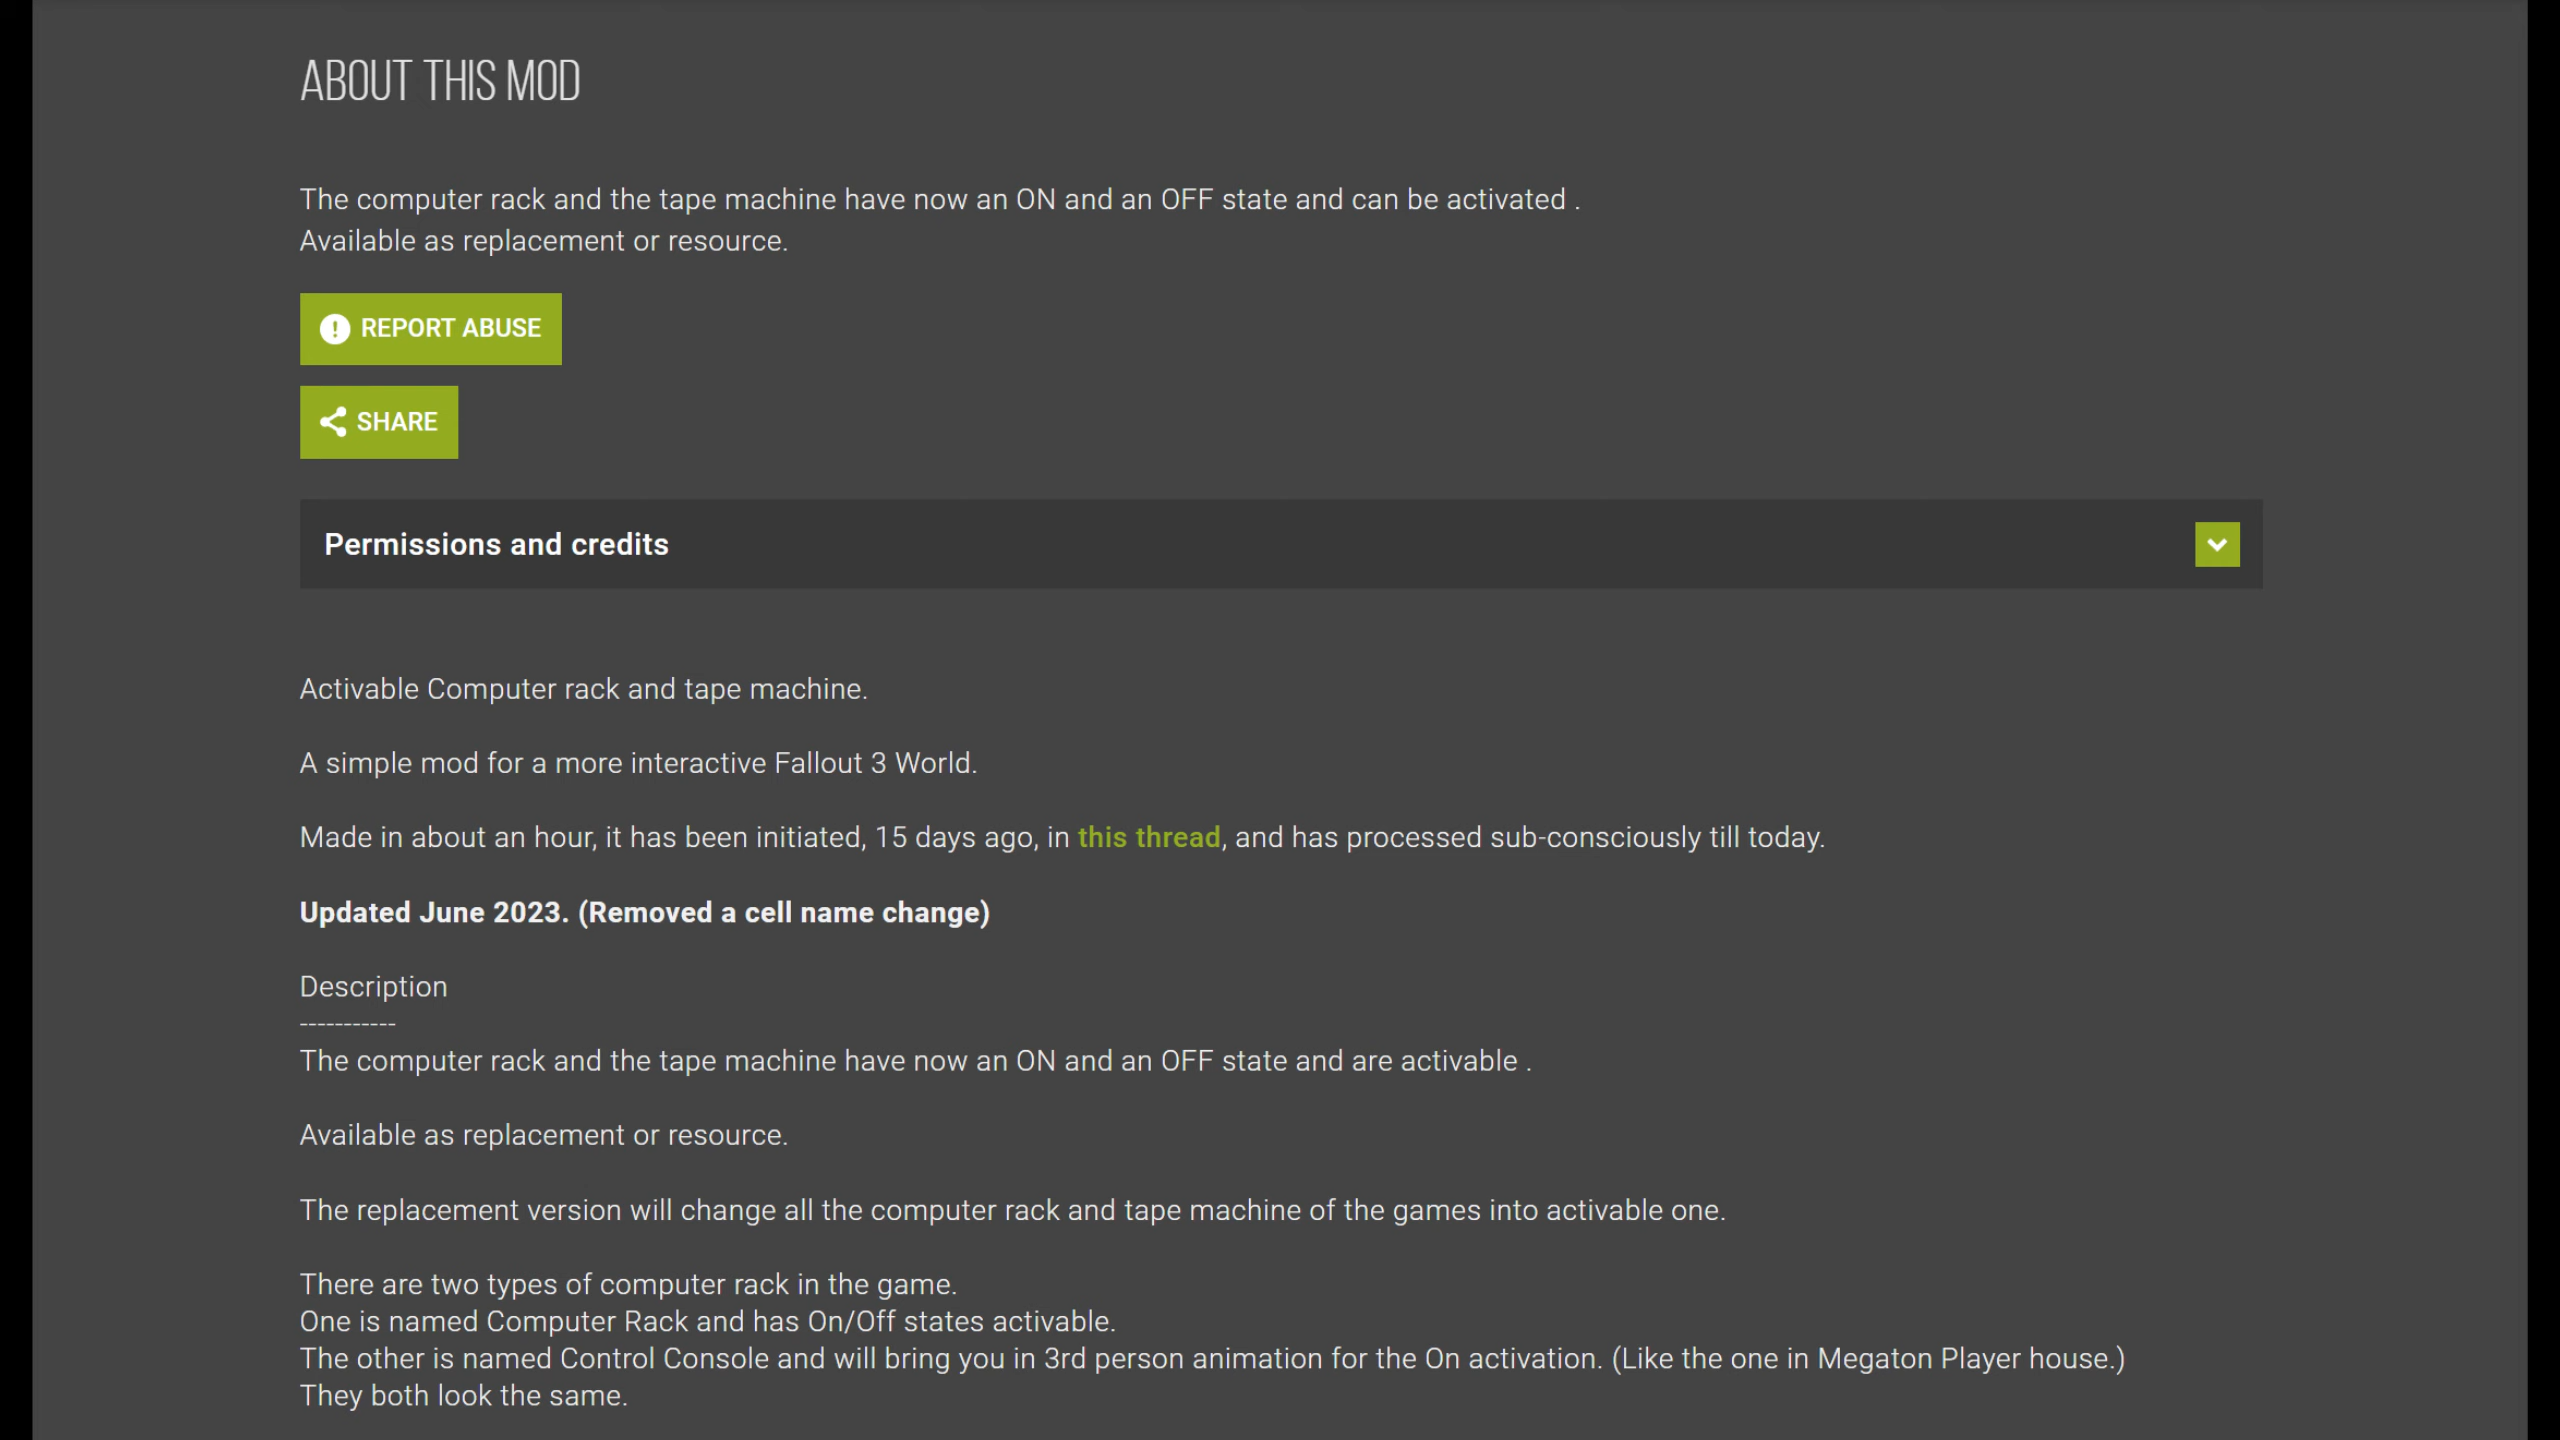 ABOUT THIS MOD
The computer rack and the tape machine have now an ON and an OFF state and can be activated .
Available as replacement or resource.
REPORT ABUSE
SHARE
Permissions and credits
Activable Computer rack and tape machine.
A simple mod for a more interactive Fallout 3 World.
Made in about an hour, it has been initiated, 15 days ago, in this thread, and has processed sub-consciously till today.
Updated June 2023. (Removed a cell name change)
Description
-----------
The computer rack and the tape machine have now an ON and an OFF state and are activable .
Available as replacement or resource.
The replacement version will change all the computer rack and tape machine of the games into activable one.
There are two types of computer rack in the game.
One is named Computer Rack and has On/Off states activable.
The other is named Control Console and will bring you in 3rd person animation for the On activation. (Like the one in Megaton Player house.)
They both look the same.